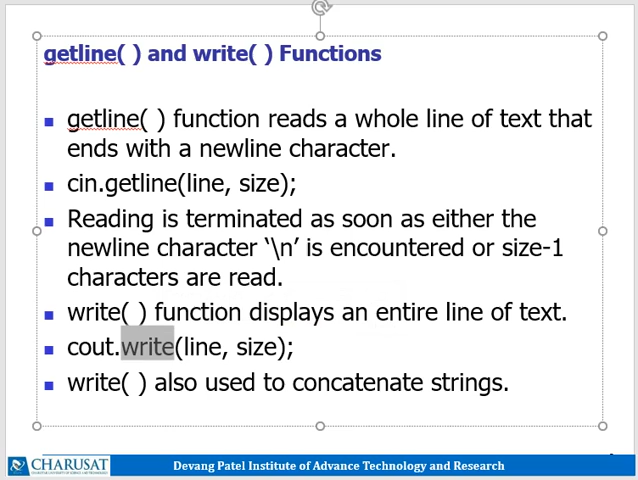 getline( ) and write( ) Functions
getline( ) function reads a whole line of text that
ends with a newline character.
cin.getline(line, size);
Reading is terminated as soon as either the
newline character ‘\n’ is encountered or size-1
characters are read.
write( ) function displays an entire line of text.
cout.write(line, size);
write( ) also used to concatenate strings.
CHARUSAT
Devang Patel Institute of Advance Technology and Research